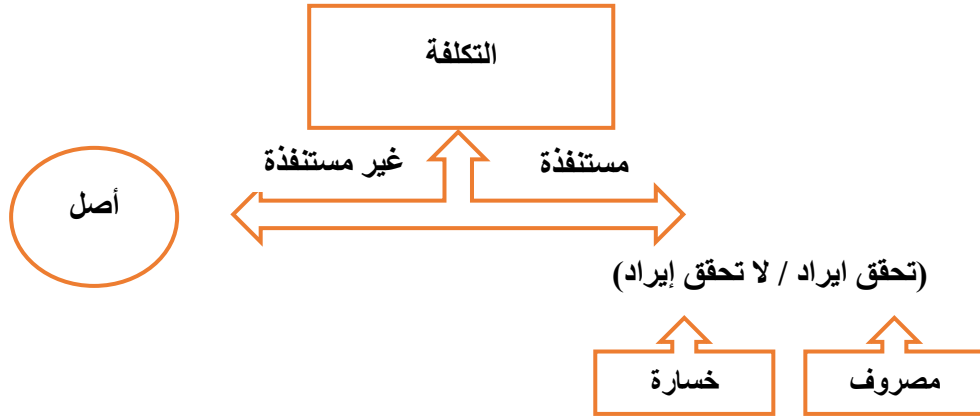 التكلفة
مستنفذة
غير مستنفذة
أصل
(تحقق ايراد / لا تحقق إيراد)
مصروف
خسارة